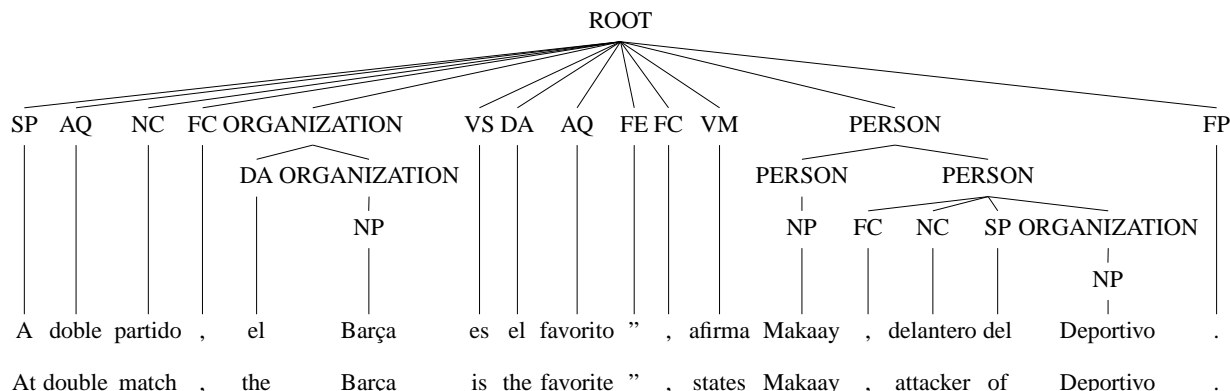 ROOT
SP AQ NC FC ORGANIZATION VS DA AQ FE FC VM PERSON FP
DA ORGANIZATION PERSON PERSON
NP NP FC NC SP ORGANIZATION
NP
A doble partido , el Barça es el favorito ” , afirma Makaay , delantero del Deportivo .
At double match , the Barça is the favorite ” , states Makaay , attacker of Deportivo .